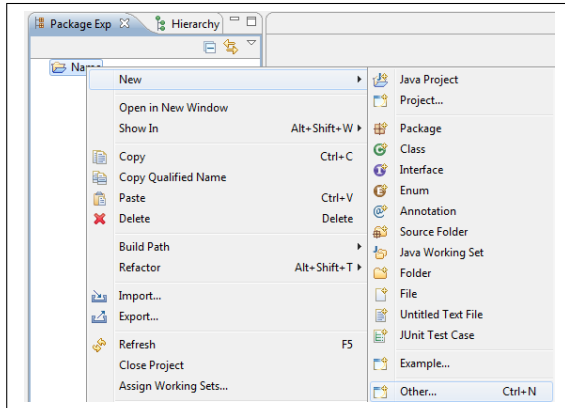 Package Exp
Hierarchy
Name
New
Open in New Window
Show In Alt+Shift+W
Copy Ctrl+C
Copy Qualified Name
Paste Ctrl+V
Delete Delete
Build Path
Refactor Alt+Shift+T
Import...
Export...
Refresh F5
Close Project
Assign Working Sets...
Java Project
Project...
Package
Class
Interface
Enum
Annotation
Source Folder
Java Working Set
Folder
File
Untitled Text File
JUnit Test Case
Example...
Other... Ctrl+N